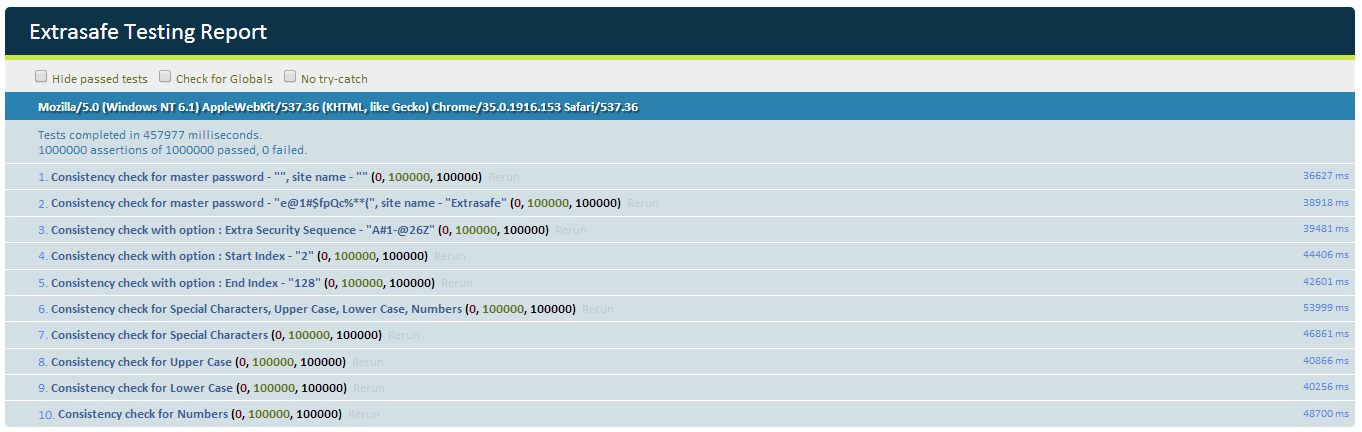 Extrasafe Testing Report
Hide passed tests Check for Globals No try-catch
Mozilla/5.0 (Windows NT 6.1) AppleWebKit/537.36 (KHTML, like Gecko) Chrome/35.0.1916.153 Safari/537.36
Tests completed in 457977 milliseconds.
1000000 assertions of 1000000 passed, 0 failed.
1. Consistency check for master password - "", site name - "" (0, 100000, 100000) Rerun 36627 ms
2. Consistency check for master password - "e@1#$fpQc%**(", site name - "Extrasafe" (0, 100000, 100000) Rerun 38918 ms
3. Consistency check with option : Extra Security Sequence - "A#1-@26Z" (0, 100000, 100000) Rerun 39481 ms
4. Consistency check with option : Start Index - "2" (0, 100000, 100000) Rerun 44406 ms
5. Consistency check with option : End Index - "128" (0, 100000, 100000) Rerun 42601 ms
6. Consistency check for Special Characters, Upper Case, Lower Case, Numbers (0, 100000, 100000) Rerun 53999 ms
7. Consistency check for Special Characters (0, 100000, 100000) Rerun 46861 ms
8. Consistency check for Upper Case (0, 100000, 100000) Rerun 40866 ms
9. Consistency check for Lower Case (0, 100000, 100000) Rerun 40256 ms
10. Consistency check for Numbers (0, 100000, 100000) Rerun 48700 ms